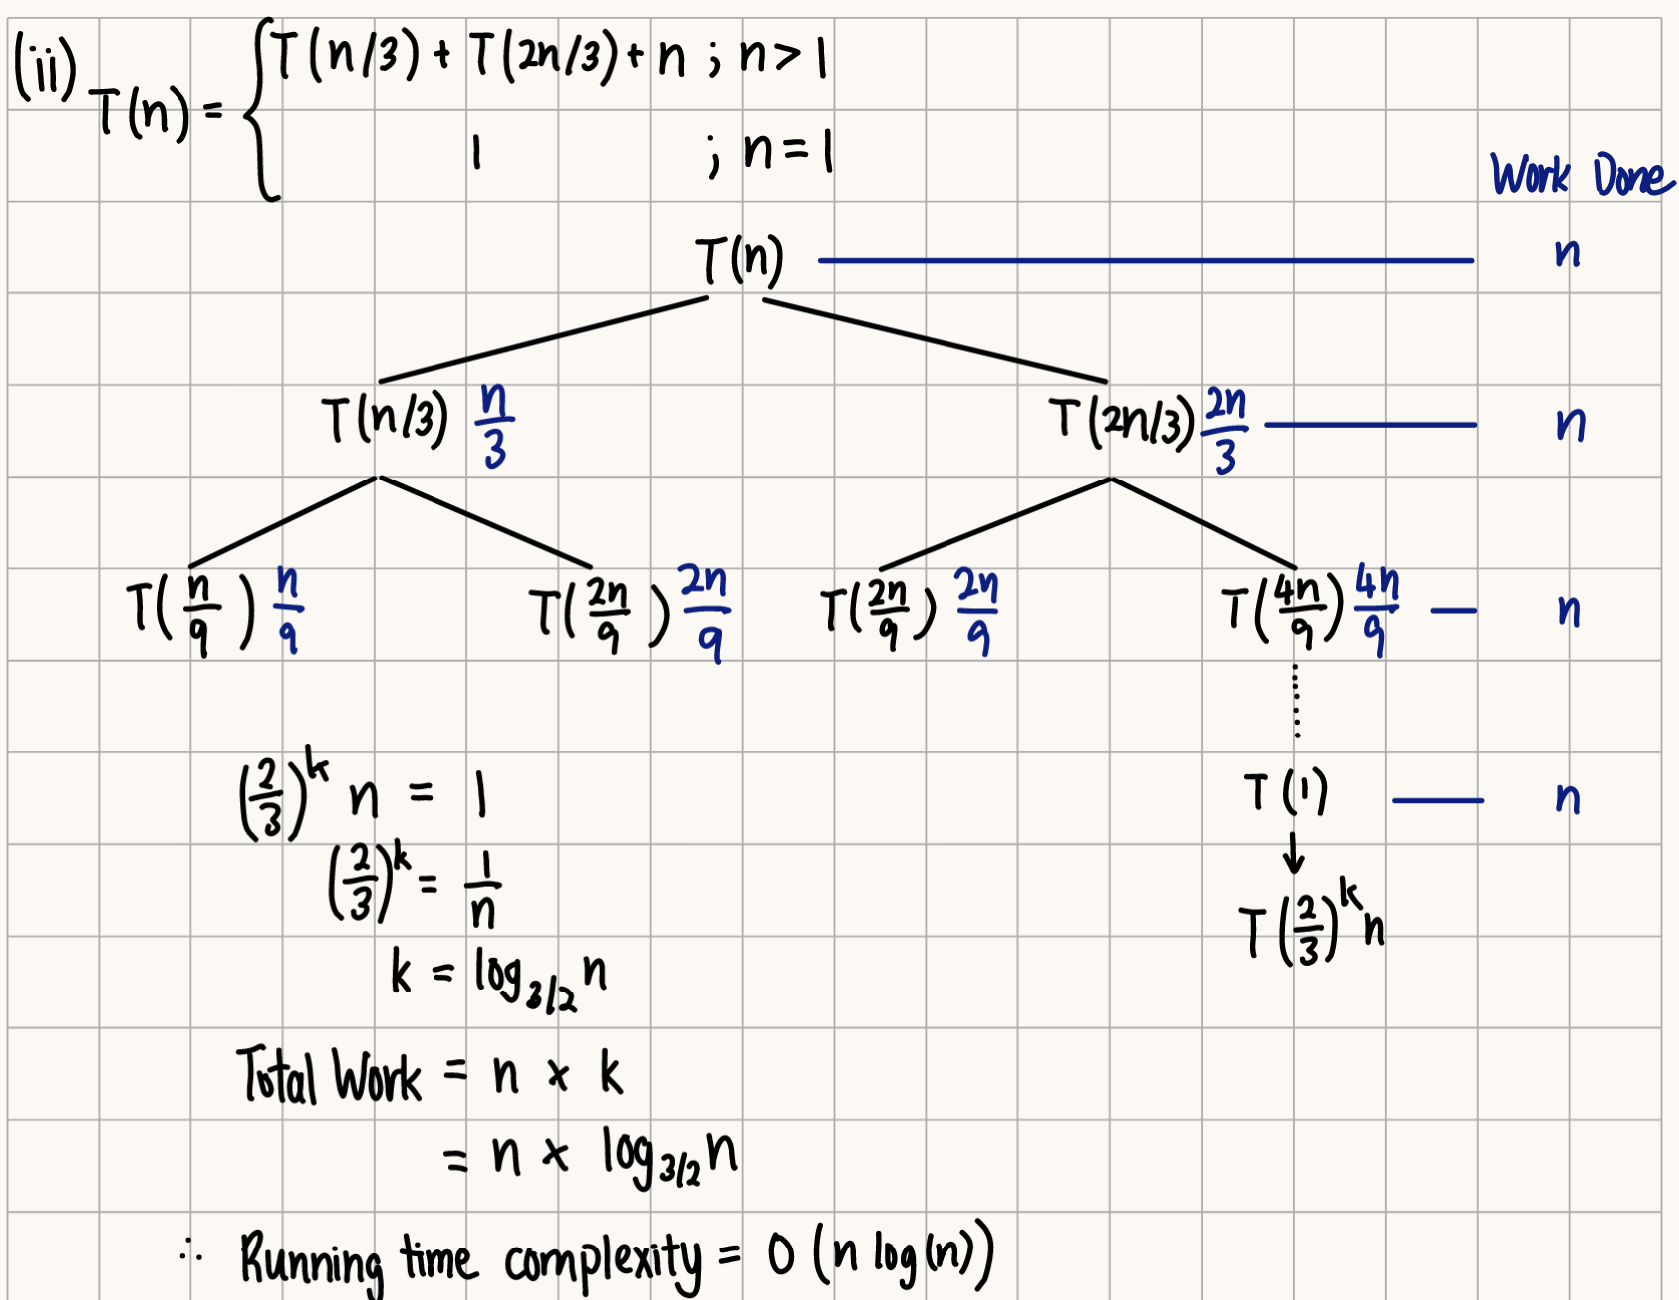 (ii) T(n) = { T(n/3) + T(2n/3) + n ; n > 1
1 ; n = 1
Work Done
T(n) n
T(n/3) n/3 T(2n/3) 2n/3 n
T(n/9) n/9 T(2n/9) 2n/9 T(2n/9) 2n/9 T(4n/9) 4n/9 n
(2/3)^k n = 1 T(1) n
(2/3)^k = 1/n T(2/3)^k n
k = log_{3/2} n
Total Work = n × k
= n × log_{3/2} n
∴ Running time complexity = O(n log(n))